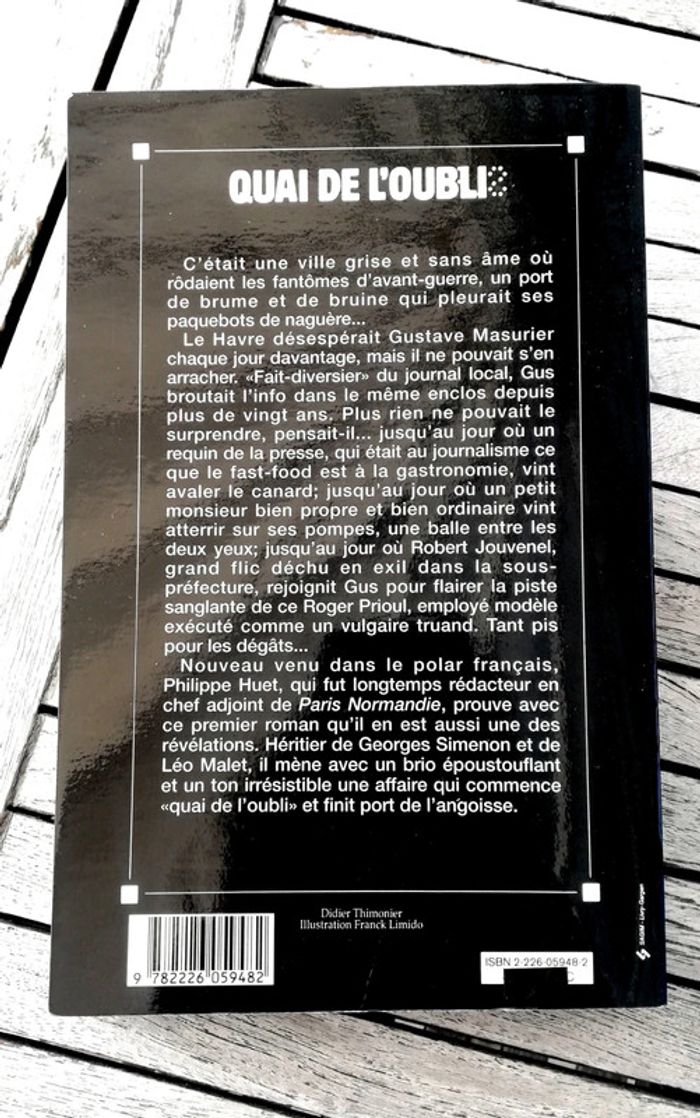 QUAI DE L'OUBLI
C'était une ville grise et sans âme où
rôdaient les fantômes d'avant-guerre, un port
de brume et de bruine qui pleurait ses
paquebots de naguère...
Le Havre désespérait Gustave Masurier
chaque jour davantage, mais il ne pouvait s'en
arracher. «Fait-diversier» du journal local, Gus
broutait l'info dans le même enclos depuis
plus de vingt ans. Plus rien ne pouvait le
surprendre, pensait-il... jusqu'au jour où un
requin de la presse, qui était au journalisme ce
que le fast-food est à la gastronomie, vint
avaler le canard; jusqu'au jour où un petit
monsieur bien propre et bien ordinaire vint
atterrir sur ses pompes, une balle entre les
deux yeux; jusqu'au jour où Robert Jouvenel,
grand flic déchu en exil dans la sous-
préfecture, rejoignit Gus pour flairer la piste
sanglante de ce Roger Prioul, employé modèle
exécuté comme un vulgaire truand. Tant pis
pour les dégâts...
Nouveau venu dans le polar français,
Philippe Huet, qui fut longtemps rédacteur en
chef adjoint de Paris Normandie, prouve avec
ce premier roman qu'il en est aussi une des
révélations. Héritier de Georges Simenon et de
Léo Malet, il mène avec un brio époustouflant
et un ton irrésistible une affaire qui commence
«quai de l'oubli» et finit port de l'angoisse.
Didier Thimonier
Illustration Franck Limido
9 782226 059482
ISBN 2-226-05948-2
C
SAGIM - Livry-Gargan